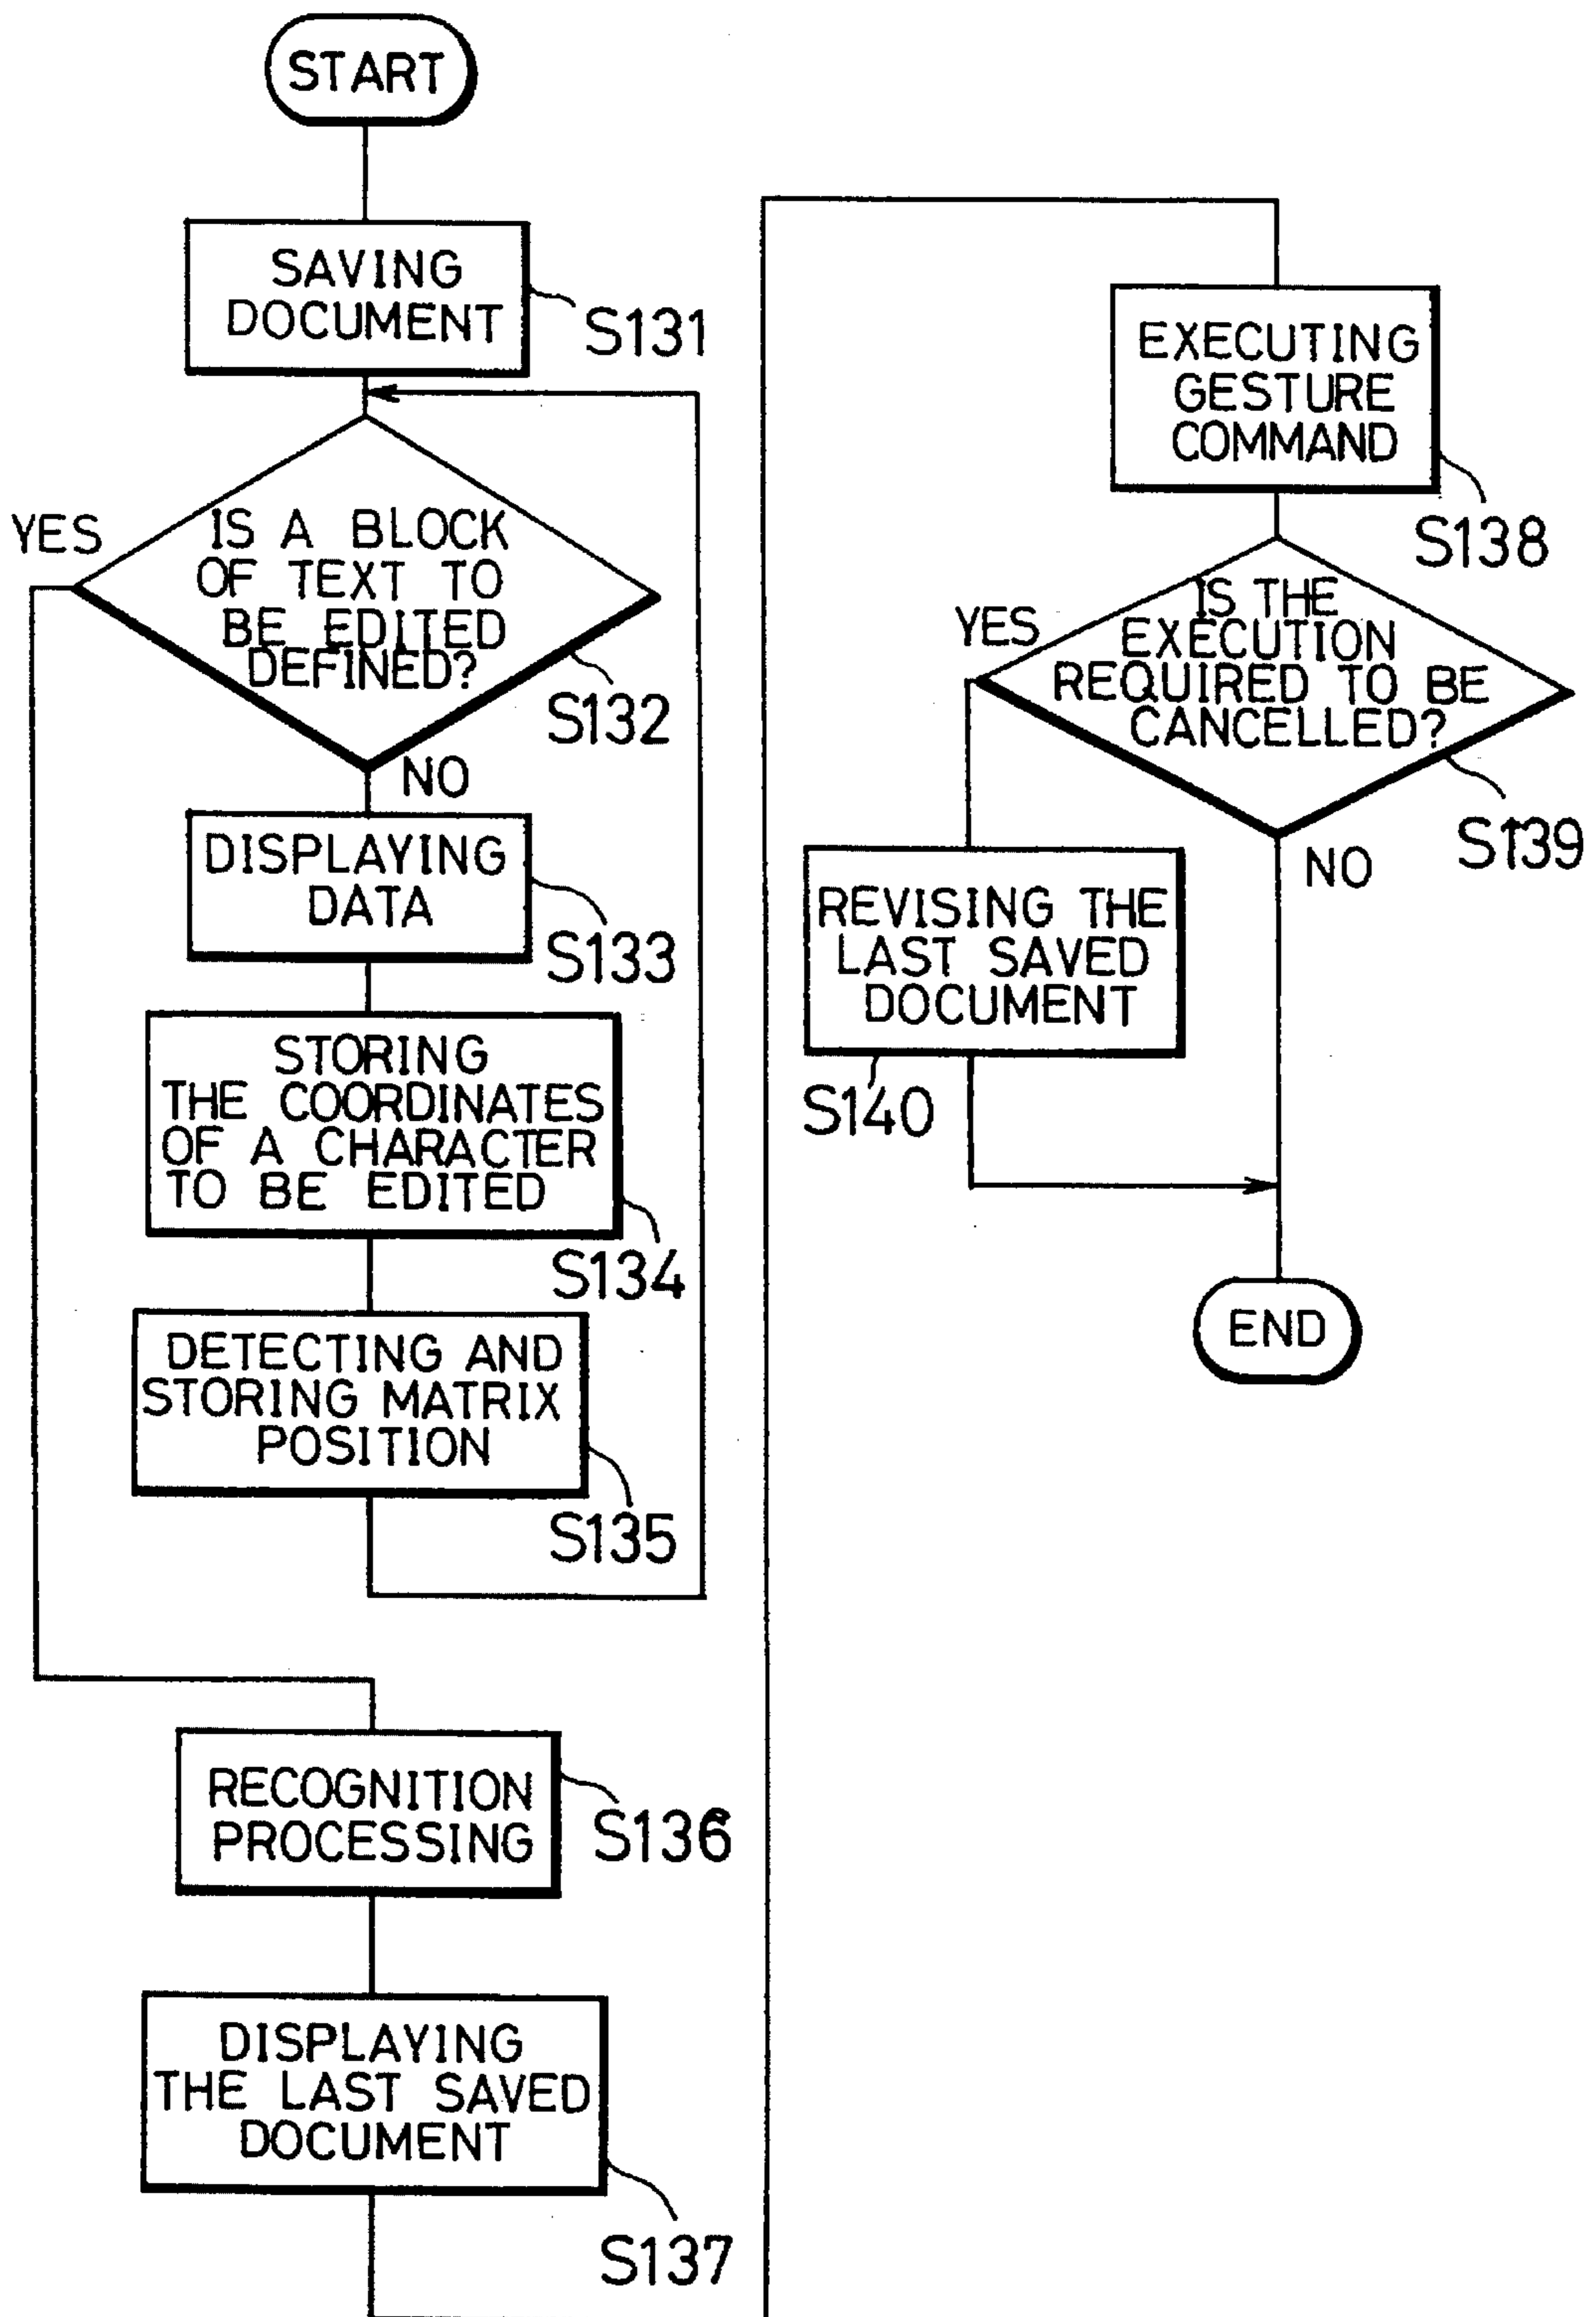 START
SAVING
DOCUMENT
S131
YES
IS A BLOCK
OF TEXT TO
BE EDITED
DEFINED?
S132
NO
DISPLAYING
DATA
S133
STORING
THE COORDINATES
OF A CHARACTER
TO BE EDITED
S134
DETECTING AND
STORING MATRIX
POSITION
S135
RECOGNITION
PROCESSING
S136
DISPLAYING
THE LAST SAVED
DOCUMENT
S137
EXECUTING
GESTURE
COMMAND
S138
YES
IS THE
EXECUTION
REQUIRED TO BE
CANCELLED?
S139
NO
REVISING THE
LAST SAVED
DOCUMENT
S140
END